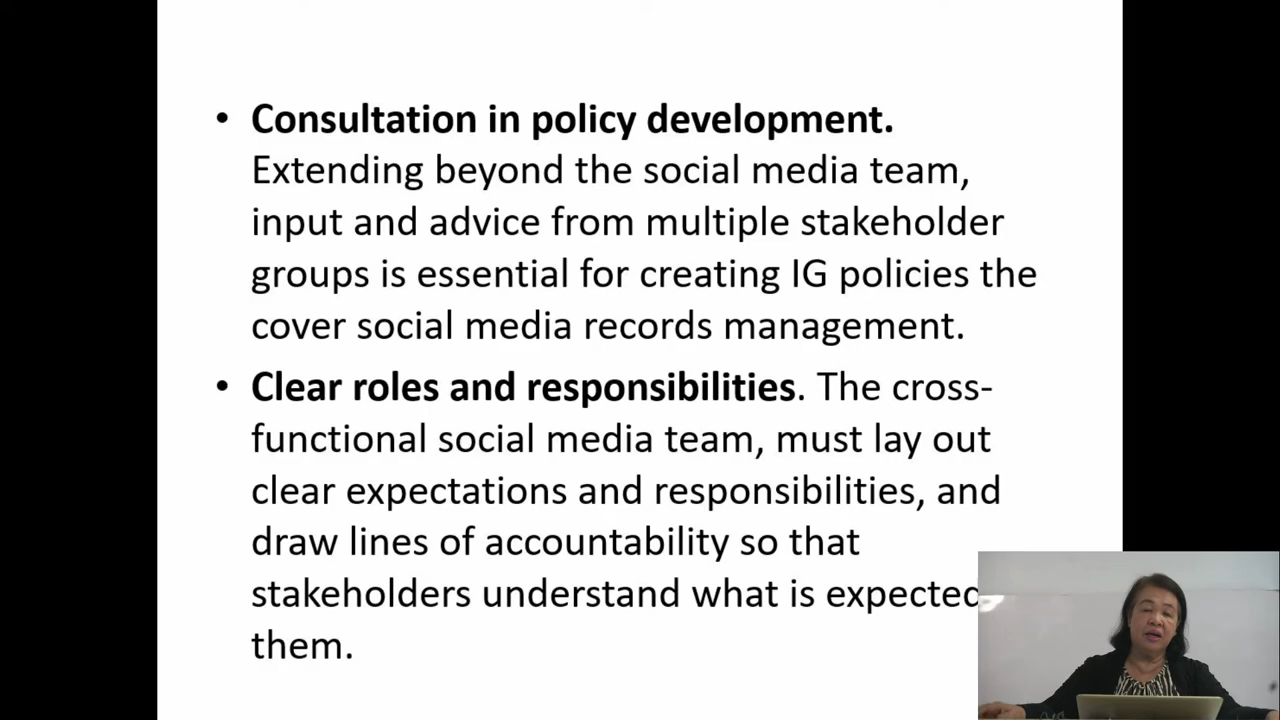 • Consultation in policy development.
Extending beyond the social media team,
input and advice from multiple stakeholder
groups is essential for creating IG policies the
cover social media records management.
• Clear roles and responsibilities. The cross-
functional social media team, must lay out
clear expectations and responsibilities, and
draw lines of accountability so that
stakeholders understand what is expected
them.